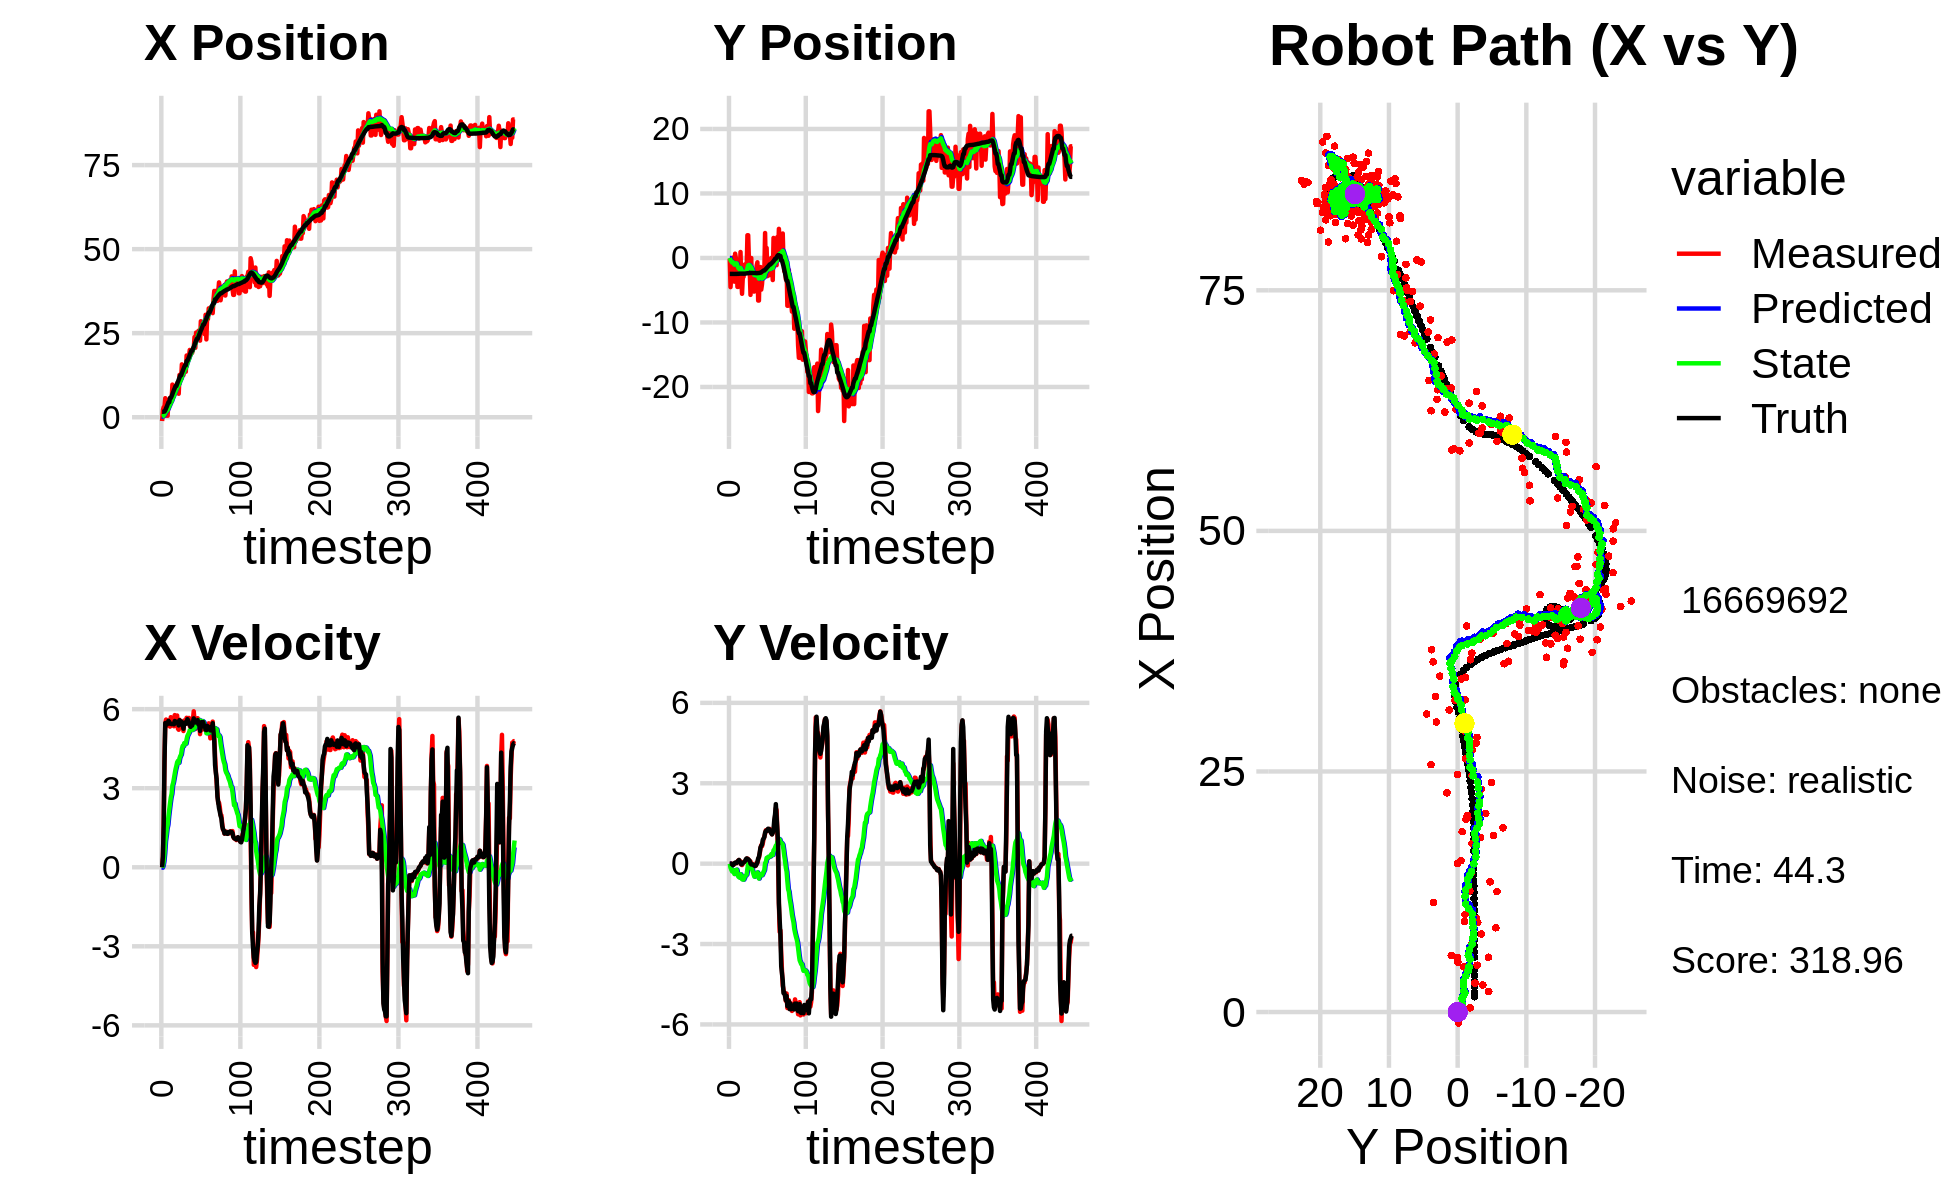 X Position
75
50
25
0
0
100
200
300
400
timestep
Y Position
20
10
0
-10
-20
0
100
200
300
400
timestep
X Velocity
6
3
0
-3
-6
0
100
200
300
400
timestep
Y Velocity
6
3
0
-3
-6
0
100
200
300
400
timestep
Robot Path (X vs Y)
X Position
75
50
25
0
20 10 0 -10 -20
Y Position
variable
Measured
Predicted
State
Truth
16669692
Obstacles: none
Noise: realistic
Time: 44.3
Score: 318.96